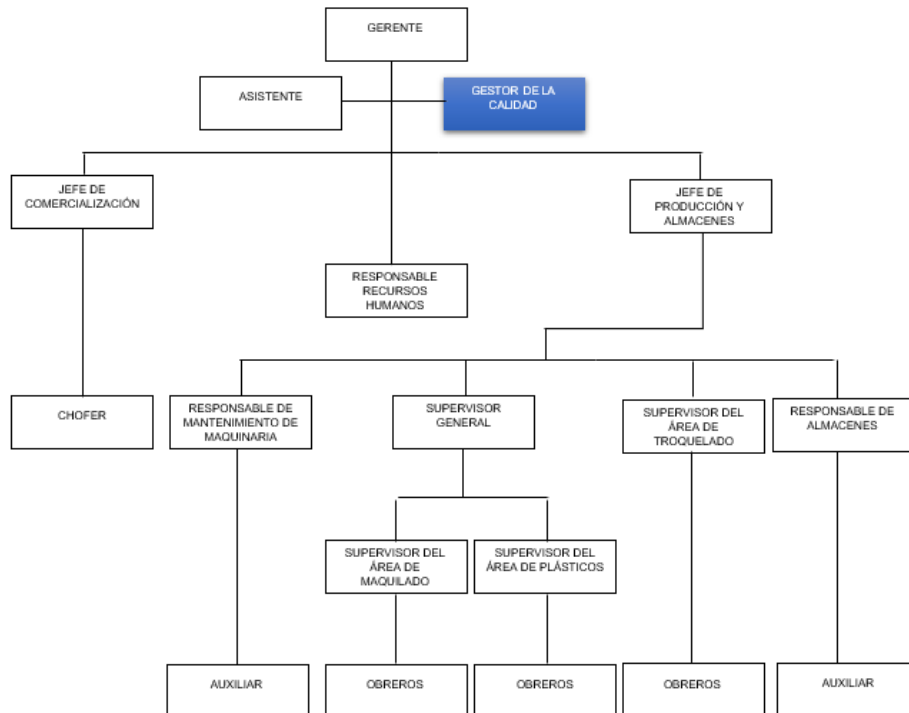 GERENTE
ASISTENTE
GESTOR DE LA
CALIDAD
JEFE DE
COMERCIALIZACIÓN
JEFE DE
PRODUCCIÓN Y
ALMACENES
RESPONSABLE
RECURSOS
HUMANOS
CHOFER
RESPONSABLE DE
MANTENIMIENTO DE
MAQUINARIA
SUPERVISOR
GENERAL
SUPERVISOR DEL
ÁREA DE
TROQUELADO
RESPONSABLE DE
ALMACENES
SUPERVISOR DEL
ÁREA DE
MAQUILADO
SUPERVISOR DEL
ÁREA DE PLÁSTICOS
AUXILIAR
OBREROS
OBREROS
OBREROS
AUXILIAR